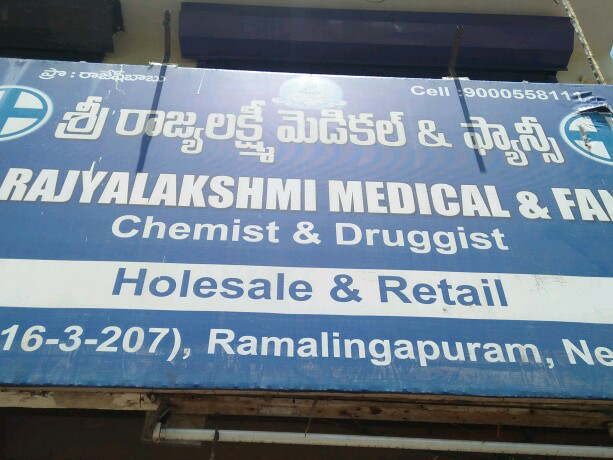 ప్రొ : రాజేష్‌బాబు
Cell :9000558111
శ్రీ రాజ్యలక్ష్మీ మెడికల్ & ఫ్యాన్సీ
RAJYALAKSHMI MEDICAL & FA
Chemist & Druggist
Holesale & Retail
16-3-207), Ramalingapuram, Ne